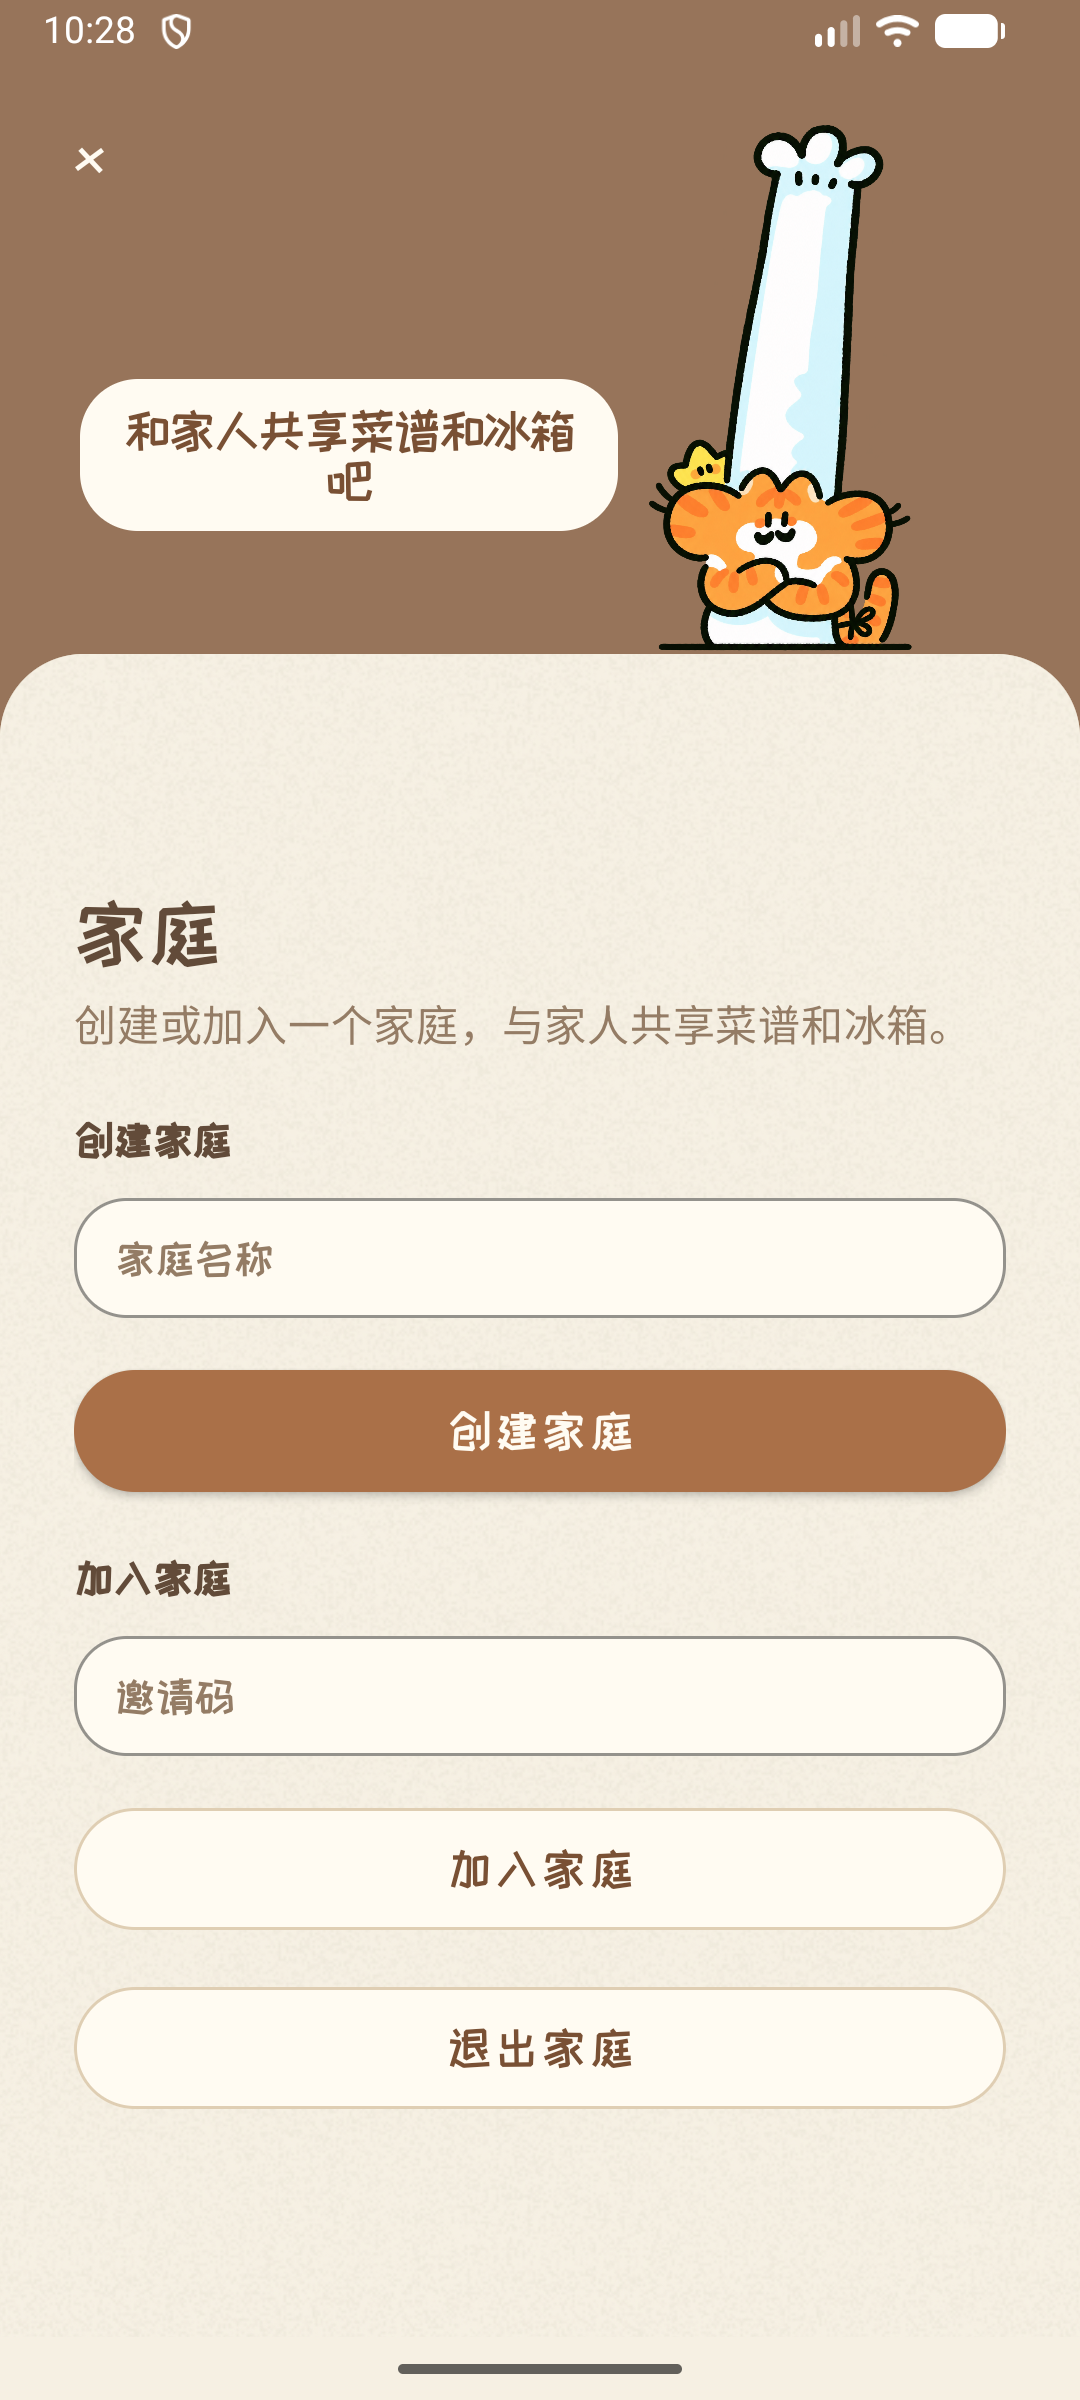 10:28
和家人共享菜谱和冰箱
吧
家庭
创建或加入一个家庭，与家人共享菜谱和冰箱。
创建家庭
家庭名称
创建家庭
加入家庭
邀请码
加入家庭
退出家庭